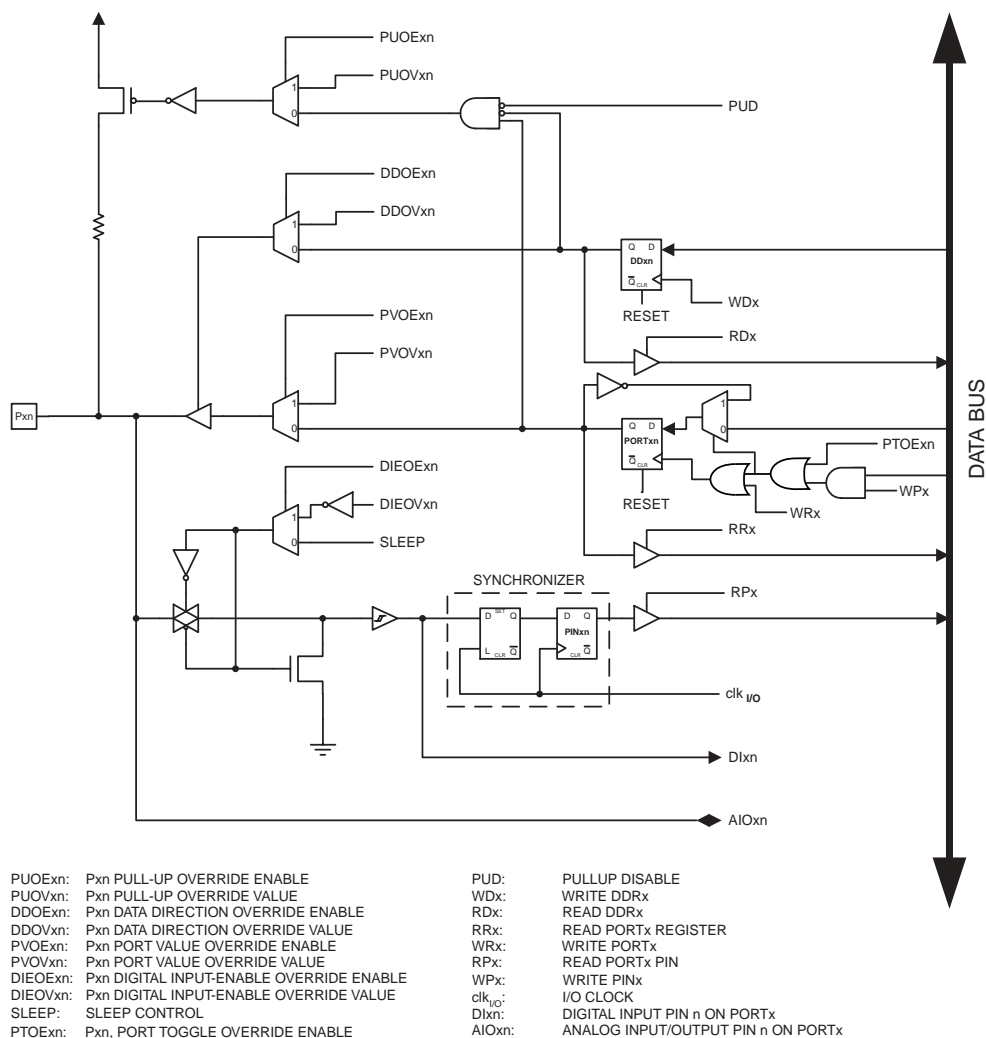 PUOExn
PUOVxn
1
0
PUD
DDOExn
DDOVxn
1
0
Q D
DDxn
Q CLR
WDx
RESET
RDx
PVOExn
PVOVxn
1
0
Pxn
1
0
Q D
PORTxn
Q CLR
PTOExn
DATA BUS
WPx
RESET
WRx
RRx
DIEOExn
DIEOVxn
1
0
SLEEP
SYNCHRONIZER
RPx
D SET Q
L CLR Q
D Q
PINxn
Q
clk I/O
DIxn
AIOxn
PUOExn: Pxn PULL-UP OVERRIDE ENABLE
PUOVxn: Pxn PULL-UP OVERRIDE VALUE
DDOExn: Pxn DATA DIRECTION OVERRIDE ENABLE
DDOVxn: Pxn DATA DIRECTION OVERRIDE VALUE
PVOExn: Pxn PORT VALUE OVERRIDE ENABLE
PVOVxn: Pxn PORT VALUE OVERRIDE VALUE
DIEOExn: Pxn DIGITAL INPUT-ENABLE OVERRIDE ENABLE
DIEOVxn: Pxn DIGITAL INPUT-ENABLE OVERRIDE VALUE
SLEEP: SLEEP CONTROL
PTOExn: Pxn, PORT TOGGLE OVERRIDE ENABLE
PUD: PULLUP DISABLE
WDx: WRITE DDRx
RDx: READ DDRx
RRx: READ PORTx REGISTER
WRx: WRITE PORTx
RPx: READ PORTx PIN
WPx: WRITE PINx
clk I/O: I/O CLOCK
DIxn: DIGITAL INPUT PIN n ON PORTx
AIOxn: ANALOG INPUT/OUTPUT PIN n ON PORTx